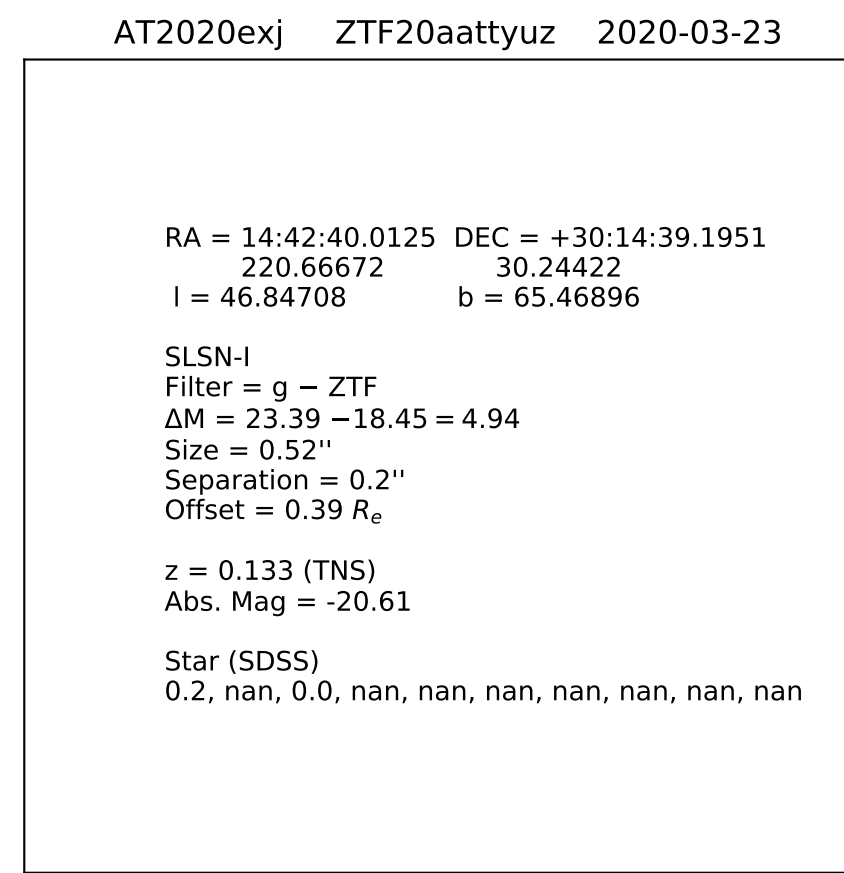 AT2020exj ZTF20aattyuz 2020-03-23
RA = 14:42:40.0125 DEC = +30:14:39.1951
220.66672 30.24422
l = 46.84708 b = 65.46896
SLSN-I
Filter = g − ZTF
ΔM = 23.39 −18.45 = 4.94
Size = 0.52''
Separation = 0.2''
Offset = 0.39 Re
z = 0.133 (TNS)
Abs. Mag = -20.61
Star (SDSS)
0.2, nan, 0.0, nan, nan, nan, nan, nan, nan, nan